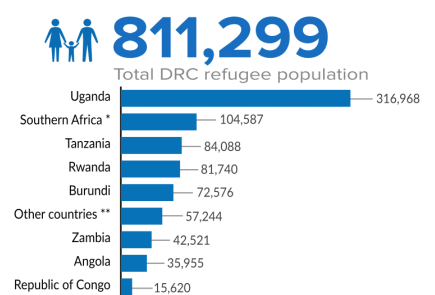 811,299
Total DRC refugee population
Uganda 316,968
Southern Africa * 104,587
Tanzania 84,088
Rwanda 81,740
Burundi 72,576
Other countries ** 57,244
Zambia 42,521
Angola 35,955
Republic of Congo 15,620